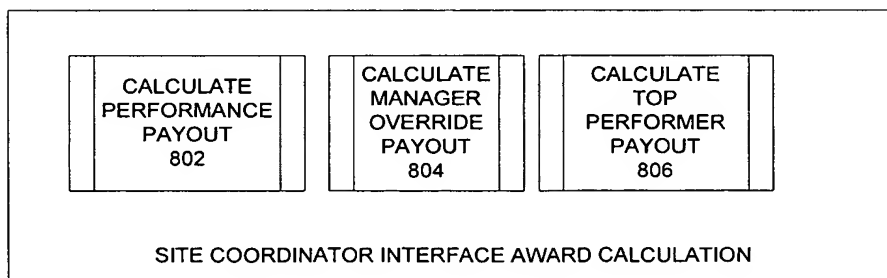 CALCULATE
PERFORMANCE
PAYOUT
802
CALCULATE
MANAGER
OVERRIDE
PAYOUT
804
CALCULATE
TOP
PERFORMER
PAYOUT
806
SITE COORDINATOR INTERFACE AWARD CALCULATION